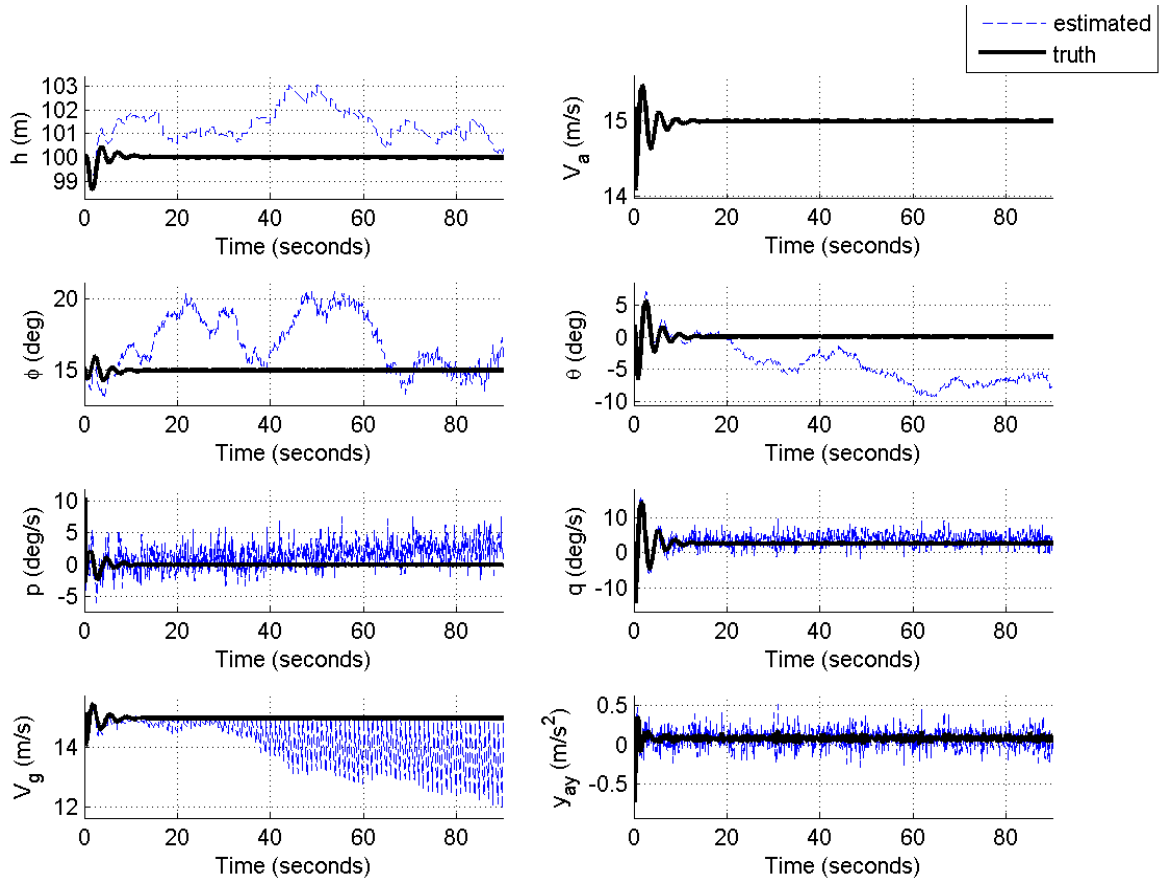 estimated
truth
h (m)
103
102
101
100
99
0 20 40 60 80
Time (seconds)
V_a (m/s)
15
14
0 20 40 60 80
Time (seconds)
ϕ (deg)
20
15
0 20 40 60 80
Time (seconds)
θ (deg)
5
0
-5
-10
0 20 40 60 80
Time (seconds)
p (deg/s)
10
5
0
-5
0 20 40 60 80
Time (seconds)
q (deg/s)
10
0
-10
0 20 40 60 80
Time (seconds)
V_g (m/s)
14
12
0 20 40 60 80
Time (seconds)
y_ay (m/s²)
0.5
0
-0.5
0 20 40 60 80
Time (seconds)